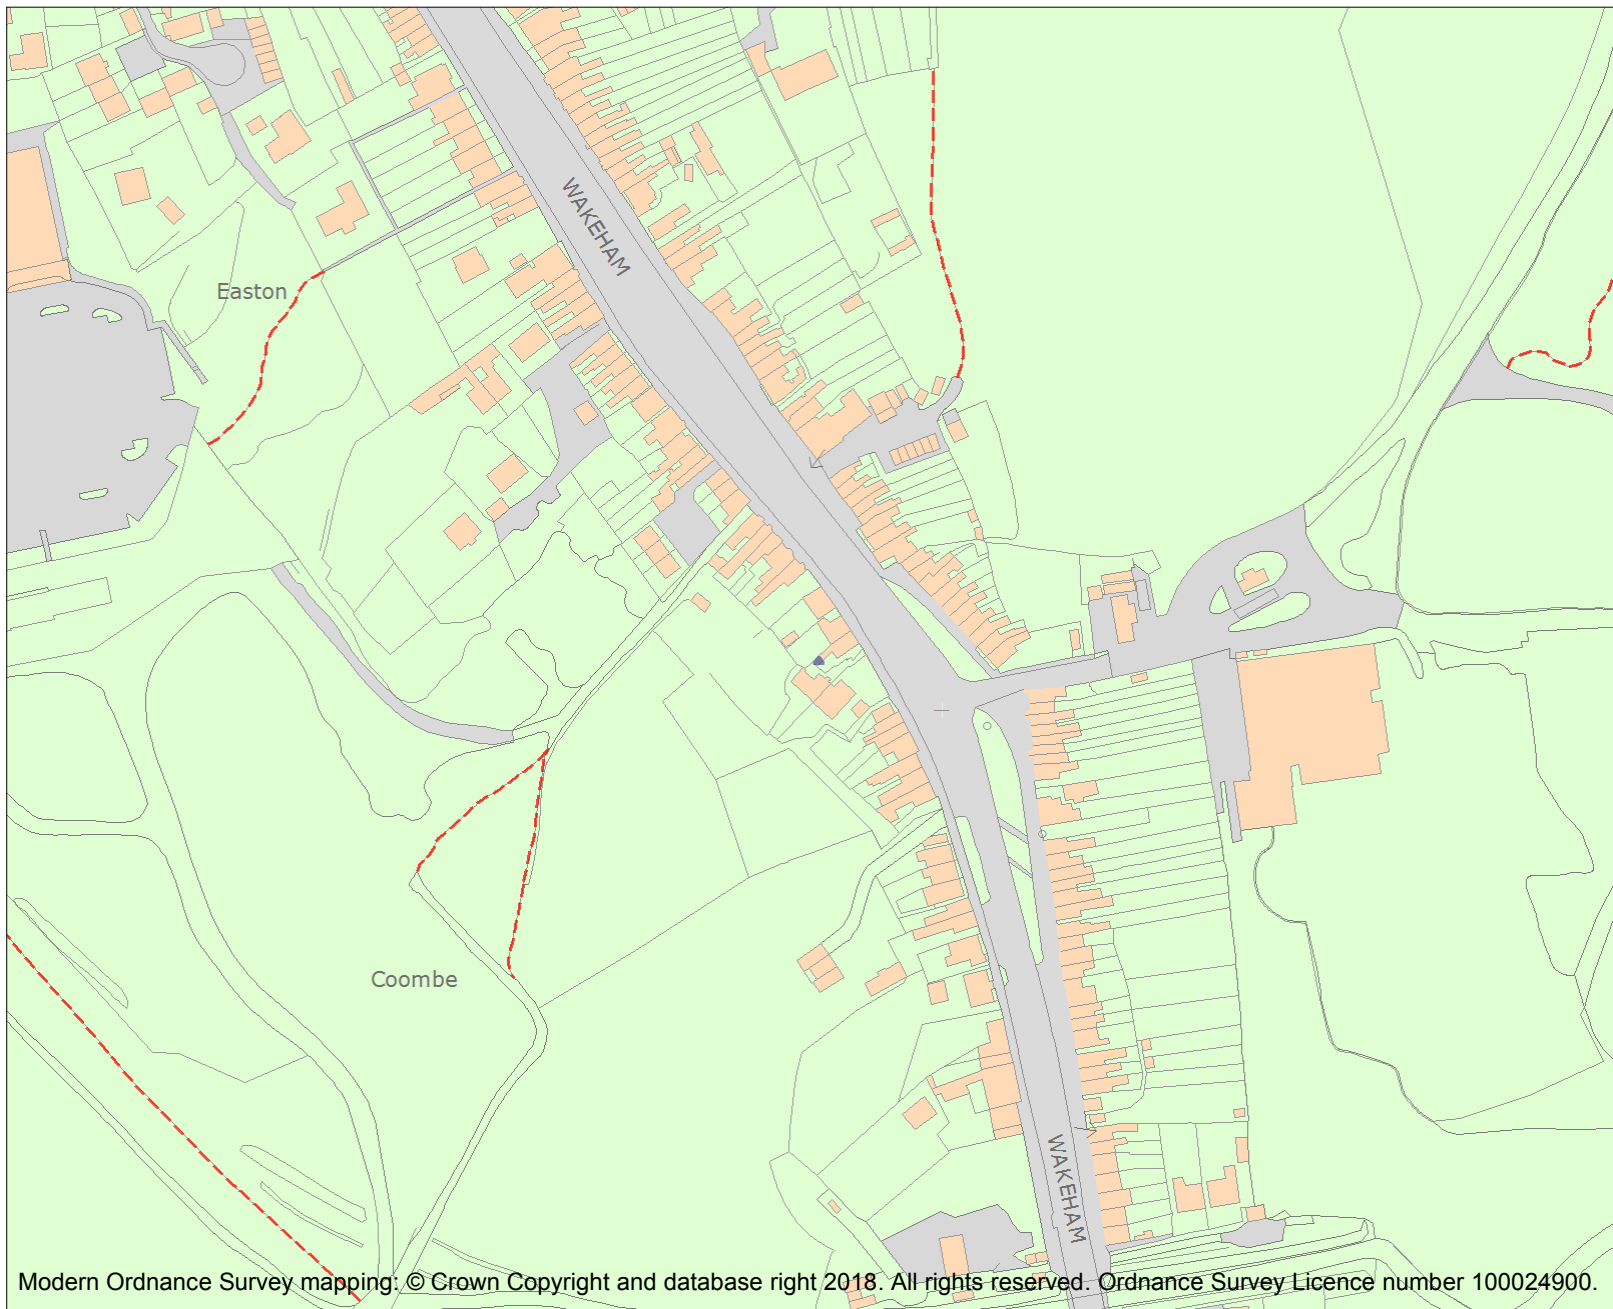 WAKEHAM
Easton
Coombe
WAKEHAM
Modern Ordnance Survey mapping: © Crown Copyright and database right 2018. All rights reserved. Ordnance Survey Licence number 100024900.